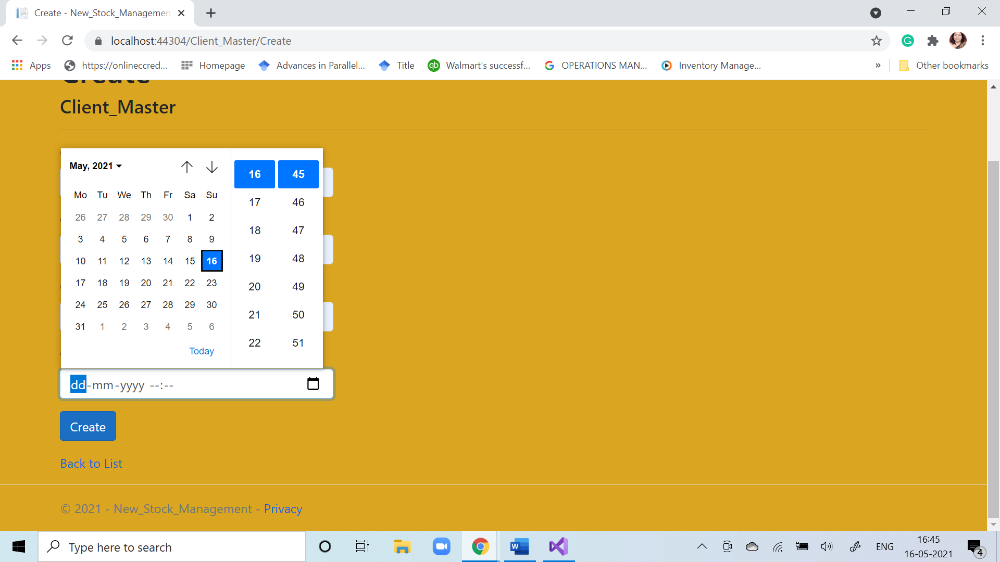 Create - New_Stock_Managemen
localhost:44304/Client_Master/Create
Apps https://onlineccred... Homepage Advances in Parallel... Title Walmart's successf... OPERATIONS MAN... Inventory Manage... » Other bookmarks
Create
Client_Master
May, 2021
Mo Tu We Th Fr Sa Su
26 27 28 29 30 1 2
3 4 5 6 7 8 9
10 11 12 13 14 15 16
17 18 19 20 21 22 23
24 25 26 27 28 29 30
31 1 2 3 4 5 6
Today
16 45
17 46
18 47
19 48
20 49
21 50
22 51
dd-mm-yyyy --:--
Create
Back to List
© 2021 - New_Stock_Management - Privacy
Type here to search
ENG
16:45
16-05-2021
4